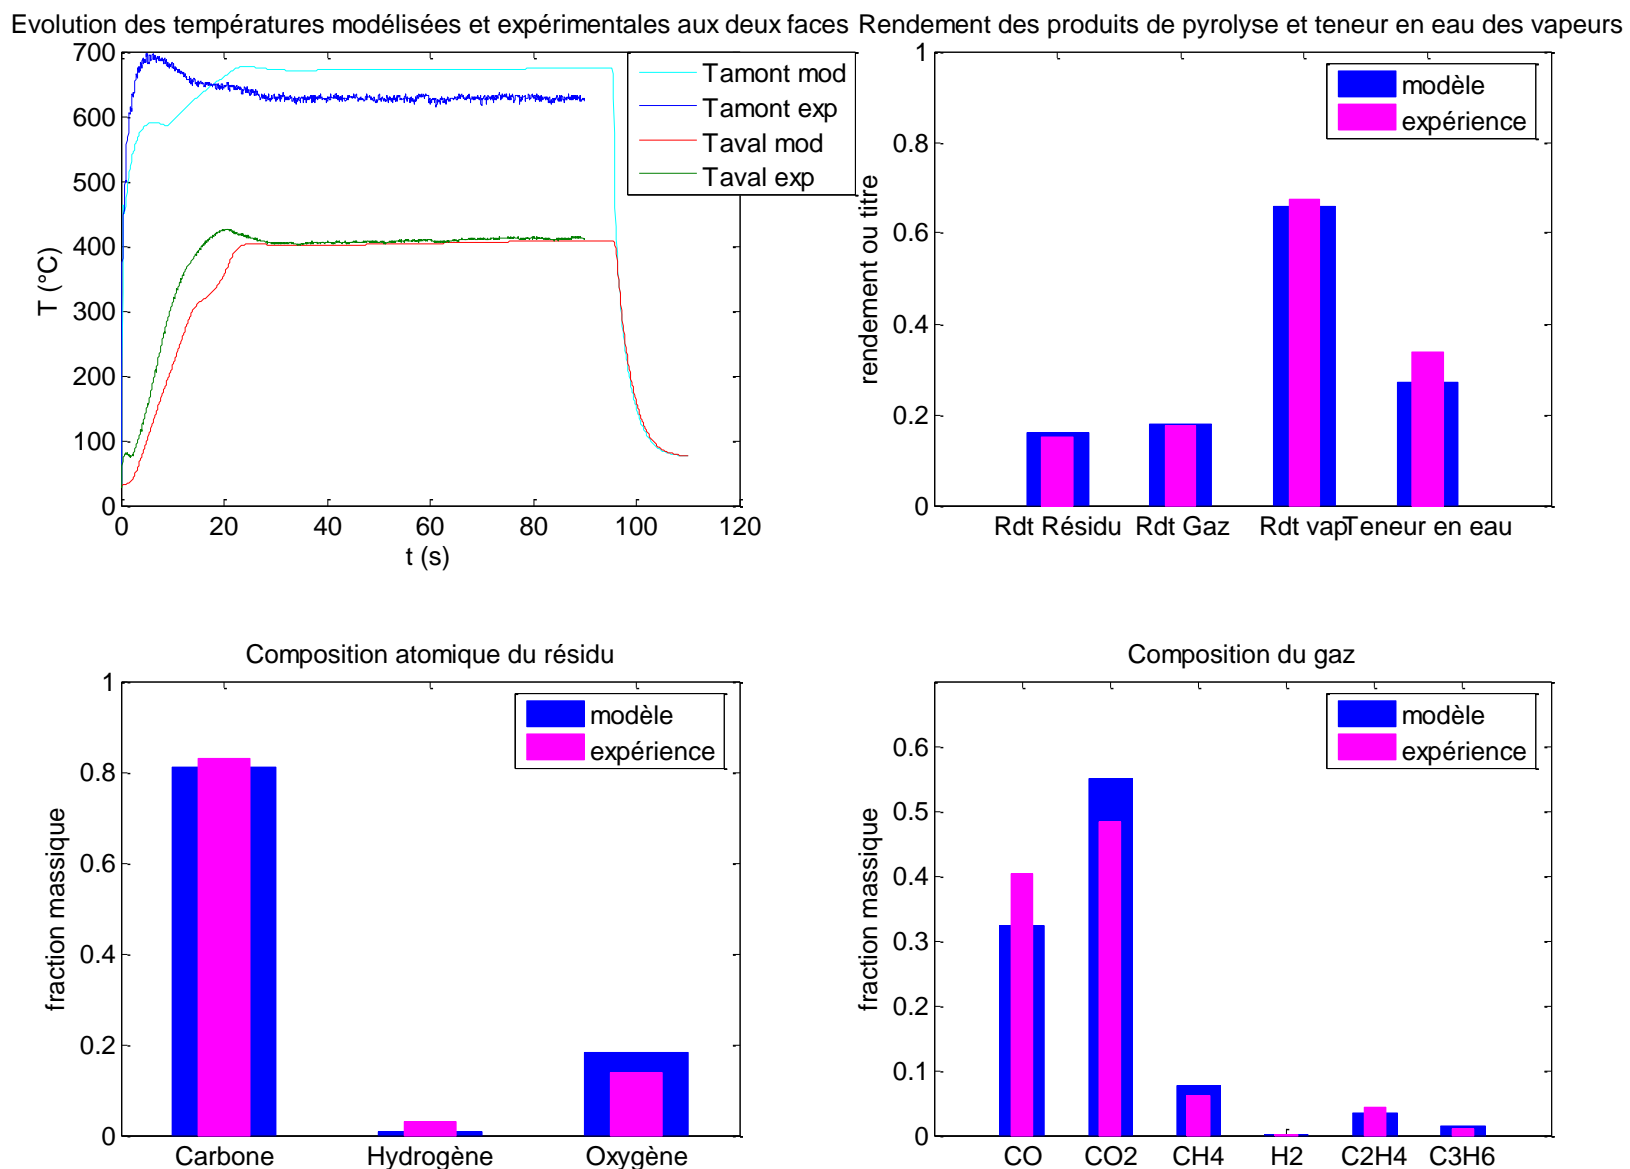 Evolution des températures modélisées et expérimentales aux deux faces
700
600
500
400
300
200
100
0
T (°C)
0 20 40 60 80 100 120
t (s)
Tamont mod
Tamont exp
Taval mod
Taval exp
Rendement des produits de pyrolyse et teneur en eau des vapeurs
1
0.8
0.6
0.4
0.2
0
rendement ou titre
modèle
expérience
Rdt Résidu Rdt Gaz Rdt vap Teneur en eau
Composition atomique du résidu
1
0.8
0.6
0.4
0.2
0
fraction massique
modèle
expérience
Carbone Hydrogène Oxygène
Composition du gaz
0.6
0.5
0.4
0.3
0.2
0.1
0
fraction massique
modèle
expérience
CO CO2 CH4 H2 C2H4 C3H6